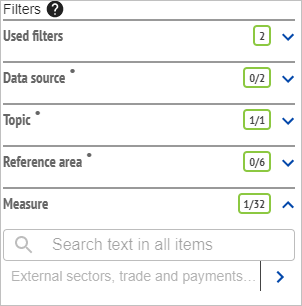 Filters ?
Used filters 2
Data source • 0/2
Topic • 1/1
Reference area • 0/6
Measure 1/32
Search text in all items
External sectors, trade and payments...